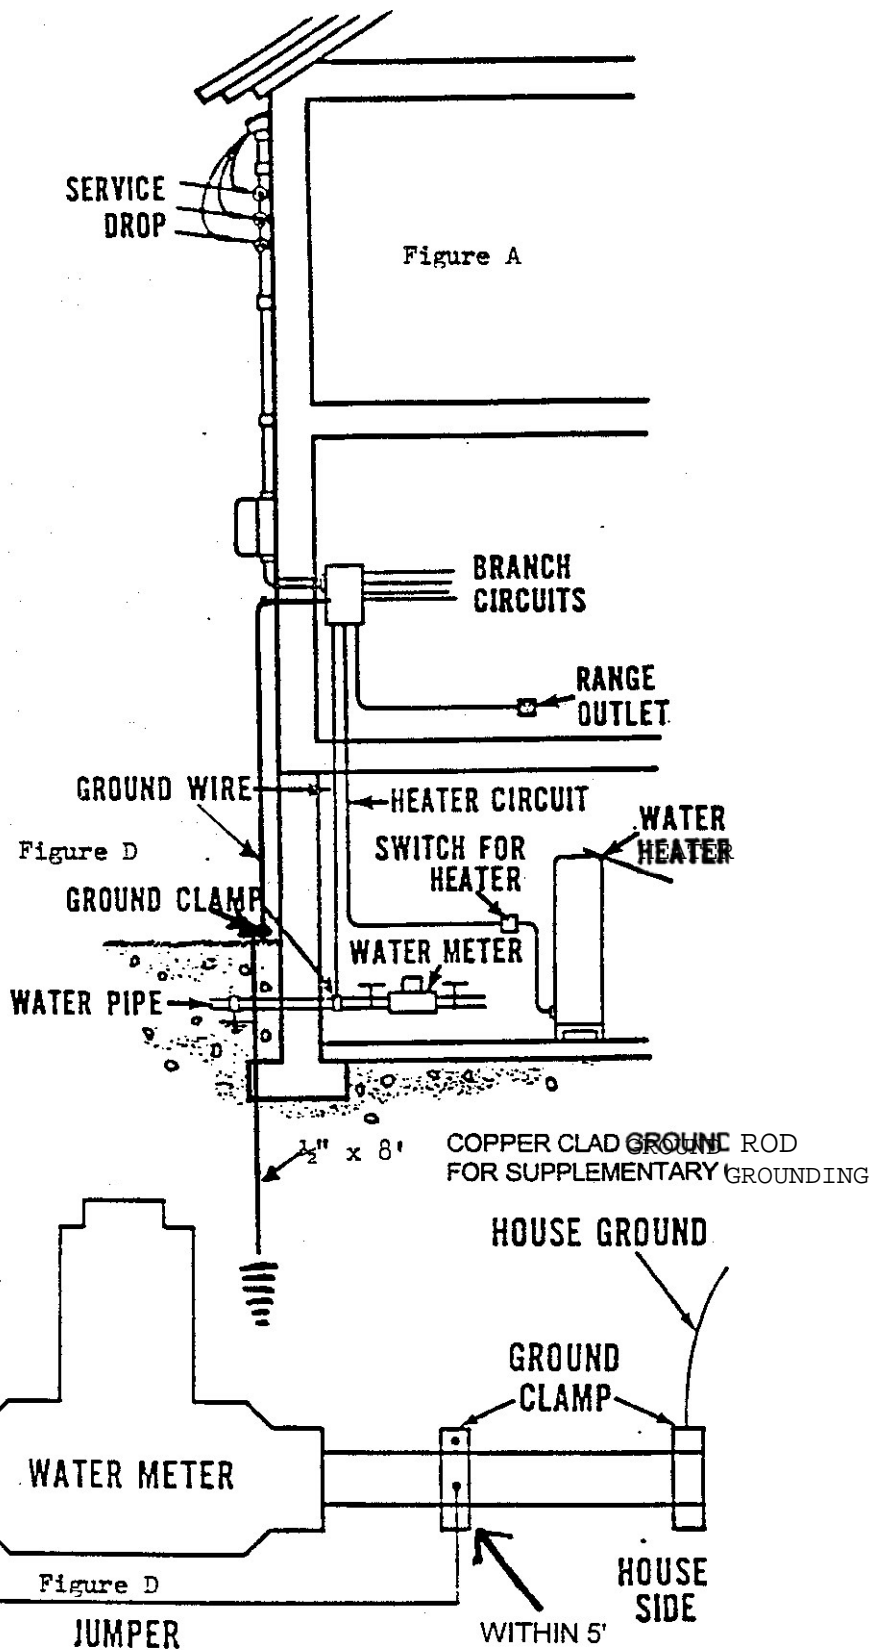 SERVICE
DROP
Figure A
BRANCH
CIRCUITS
RANGE
OUTLET
GROUND WIRE
HEATER CIRCUIT
WATER
HEATER
Figure D
SWITCH FOR
HEATER
GROUND CLAMP
WATER METER
WATER PIPE
½" x 8'
COPPER CLAD GROUND ROD
FOR SUPPLEMENTARY GROUNDING
HOUSE GROUND
GROUND
CLAMP
WATER METER
HOUSE
SIDE
Figure D
JUMPER
WITHIN 5'